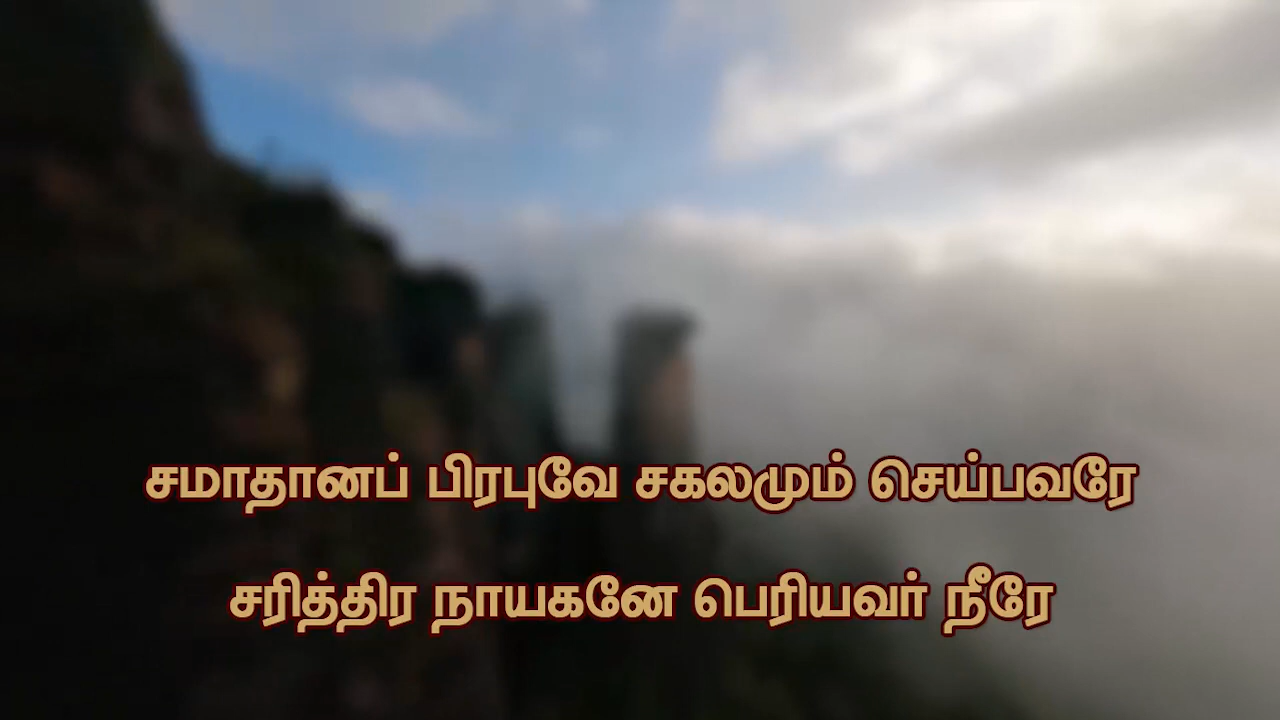 சமாதானப் பிரபுவே சகலமும் செய்பவரே
சரித்திர நாயகனே பெரியவர் நீரே